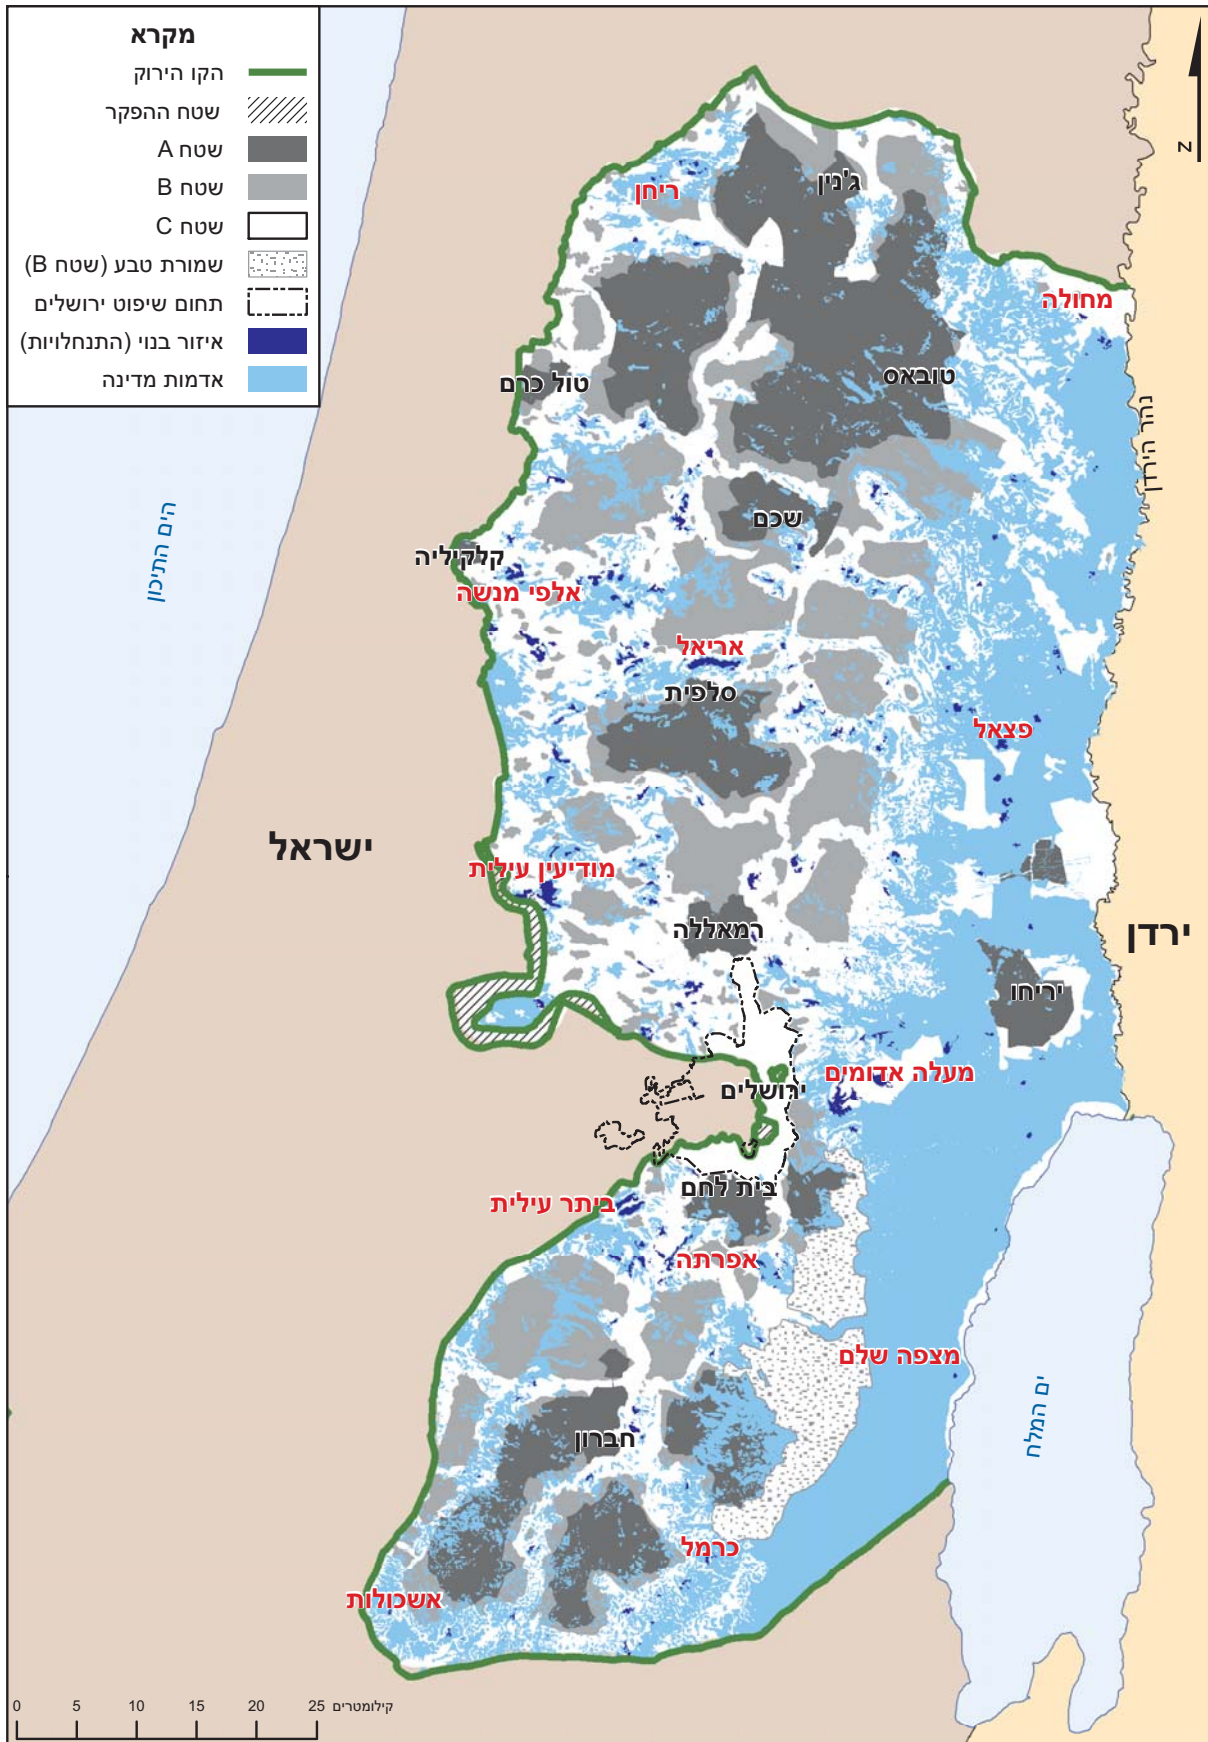 מקרא
הקו הירוק
שטח ההפקר
שטח A
שטח B
שטח C
שמורת טבע (שטח B)
תחום שיפוט ירושלים
איזור בנוי (התנחלויות)
אדמות מדינה
N
ריחן
ג'נין
מחולה
טול כרם
טובאס
נהר הירדן
הים התיכון
שכם
קלקיליה
אלפי מנשה
אריאל
סלפית
פצאל
ישראל
מודיעין עילית
רמאללה
ירדן
יריחו
מעלה אדומים
ירושלים
בית לחם
ביתר עילית
אפרתה
מצפה שלם
ים המלח
חברון
כרמל
אשכולות
0 5 10 15 20 25 קילומטרים